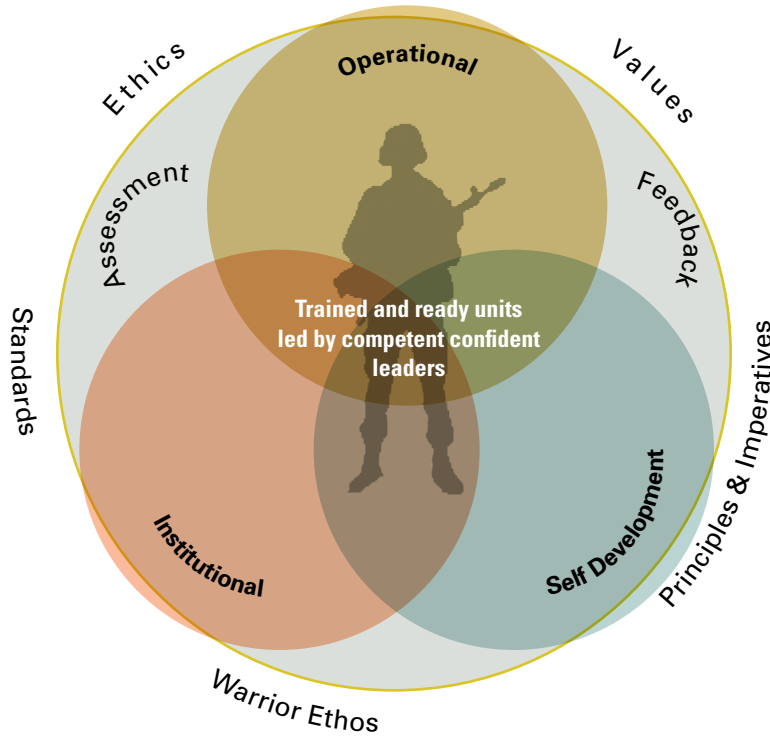 Ethics
Values
Operational
Assessment
Feedback
Standards
Trained and ready units
led by competent confident
leaders
Principles & Imperatives
Institutional
Self Development
Warrior Ethos